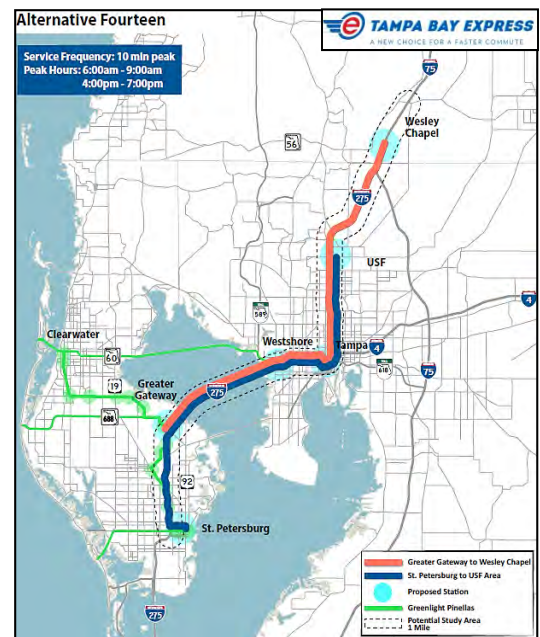 Alternative Fourteen
TAMPA BAY EXPRESS
A NEW CHOICE FOR A FASTER COMMUTE
Service Frequency: 10 min peak
Peak Hours: 6:00am - 9:00am
4:00pm - 7:00pm
75
Wesley
Chapel
56
275
USF
589
4
Clearwater
60
Westshore
Tampa
4
618
75
19
Greater
Gateway
275
688
92
St. Petersburg
275
Greater Gateway to Wesley Chapel
St. Petersburg to USF Area
Proposed Station
Greenlight Pinellas
Potential Study Area
1 Mile